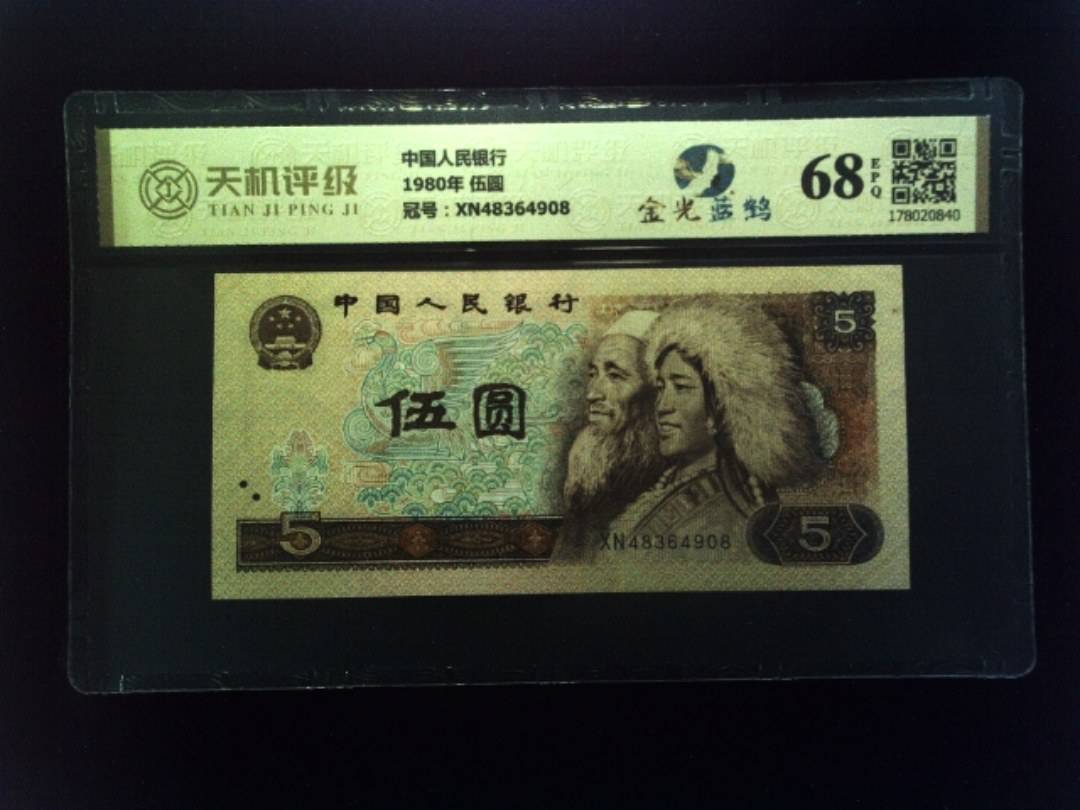 天机评级
TIAN JI PING JI
中国人民银行
1980年 伍圆
冠号：XN48364908
金光蓝鹤
68
EPQ
178020840
中国人民银行
5
伍圆
5
XN48364908
5